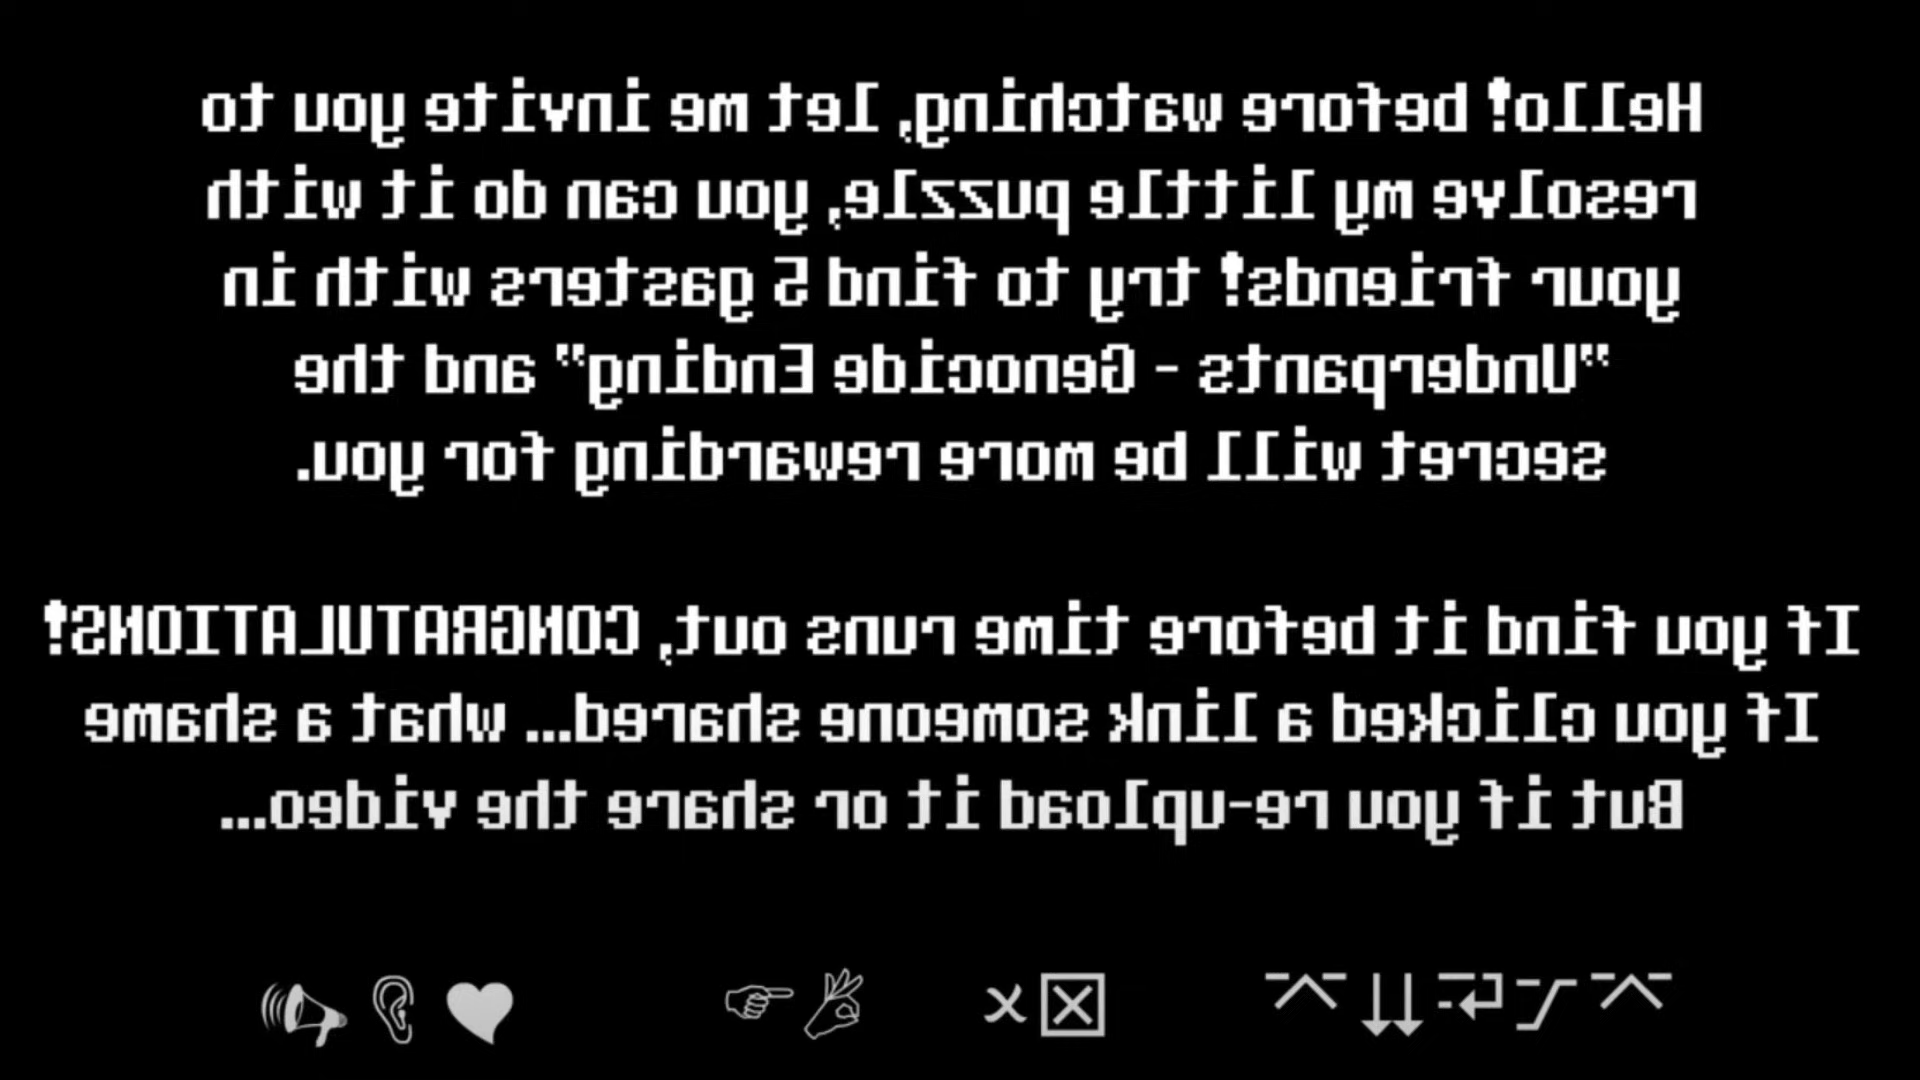 Hello! before watching, let me invite you to
resolve my little puzzle, you can do it with
your friends! try to find 5 gasters with in
"Underpants - Genocide Ending" and the
secret will be more rewarding for you.
If you find it before time runs out, CONGRATULATIONS!
If you clicked a link someone shared... what a shame
But if you re-upload it or share the video...